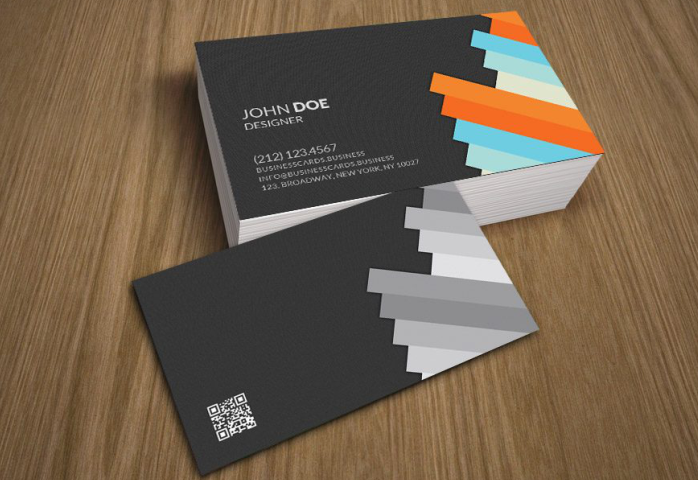 JOHN DOE
DESIGNER
(212) 123.4567
BUSINESSCARDS.BUSINESS
INFO@BUSINESSCARDS.BUSINESS
123, BROADWAY, NEW YORK, NY 10027